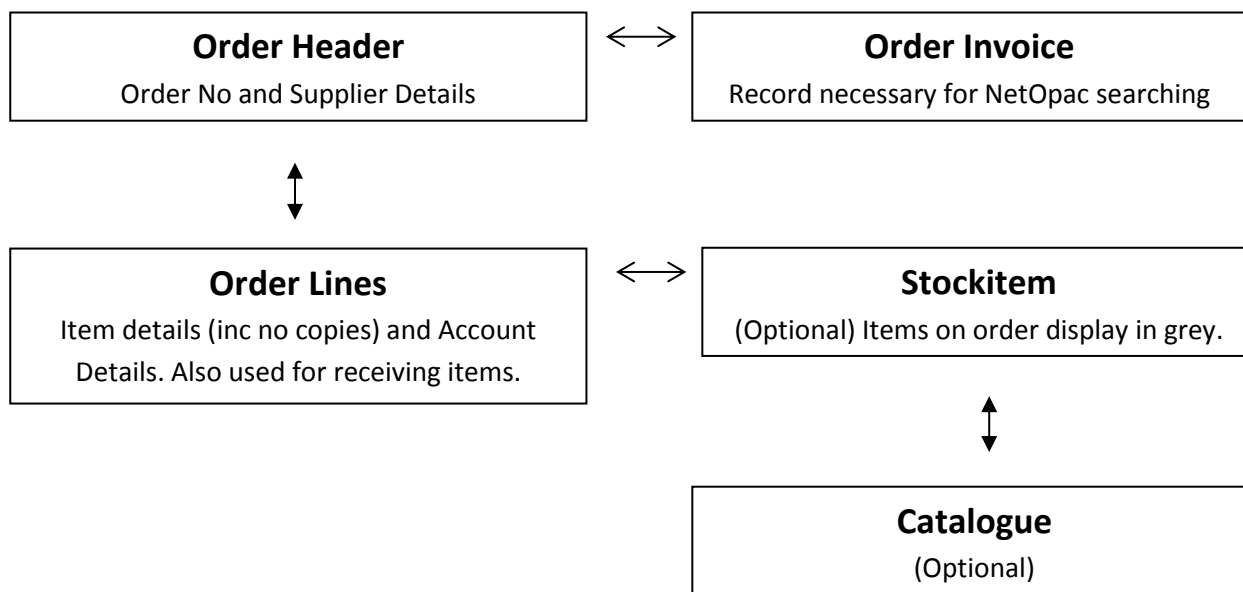 Order Header
Order No and Supplier Details
Order Invoice
Record necessary for NetOpac searching
Order Lines
Item details (inc no copies) and Account
Details. Also used for receiving items.
Stockitem
(Optional) Items on order display in grey.
Catalogue
(Optional)